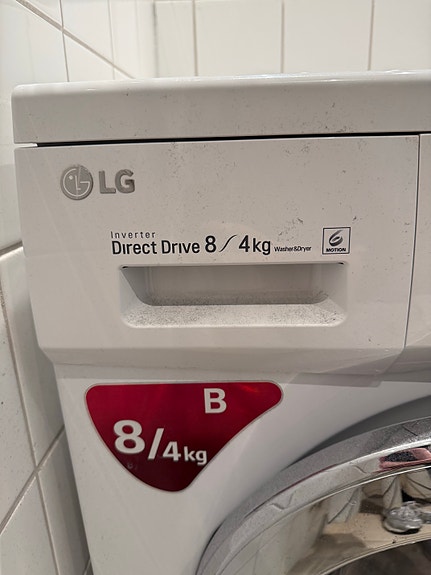 LG
Inverter
Direct Drive 8/4kg Washer&Dryer
6 MOTION
B
8/4kg